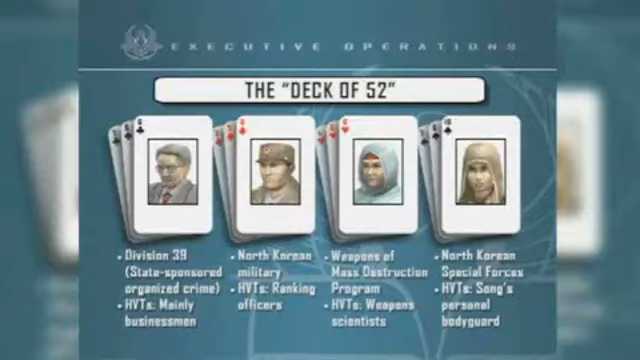 EXECUTIVE OPERATIONS
THE "DECK OF 52"
• Division 39
(State-sponsored
organized crime)
• HVTs: Mainly
businessmen
• North Korean
military
• HVTs: Ranking
officers
• Weapons of
Mass Destruction
Program
• HVTs: Weapons
scientists
• North Korean
Special Forces
• HVTs: Song's
personal
bodyguard